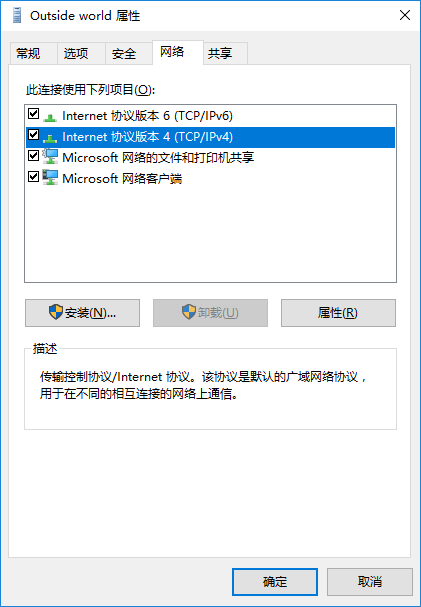 Outside world 属性
常规 选项 安全 网络 共享
此连接使用下列项目(O):
Internet 协议版本 6 (TCP/IPv6)
Internet 协议版本 4 (TCP/IPv4)
Microsoft 网络的文件和打印机共享
Microsoft 网络客户端
安装(N)... 卸载(U) 属性(R)
描述
传输控制协议/Internet 协议。该协议是默认的广域网络协议，
用于在不同的相互连接的网络上通信。
确定 取消